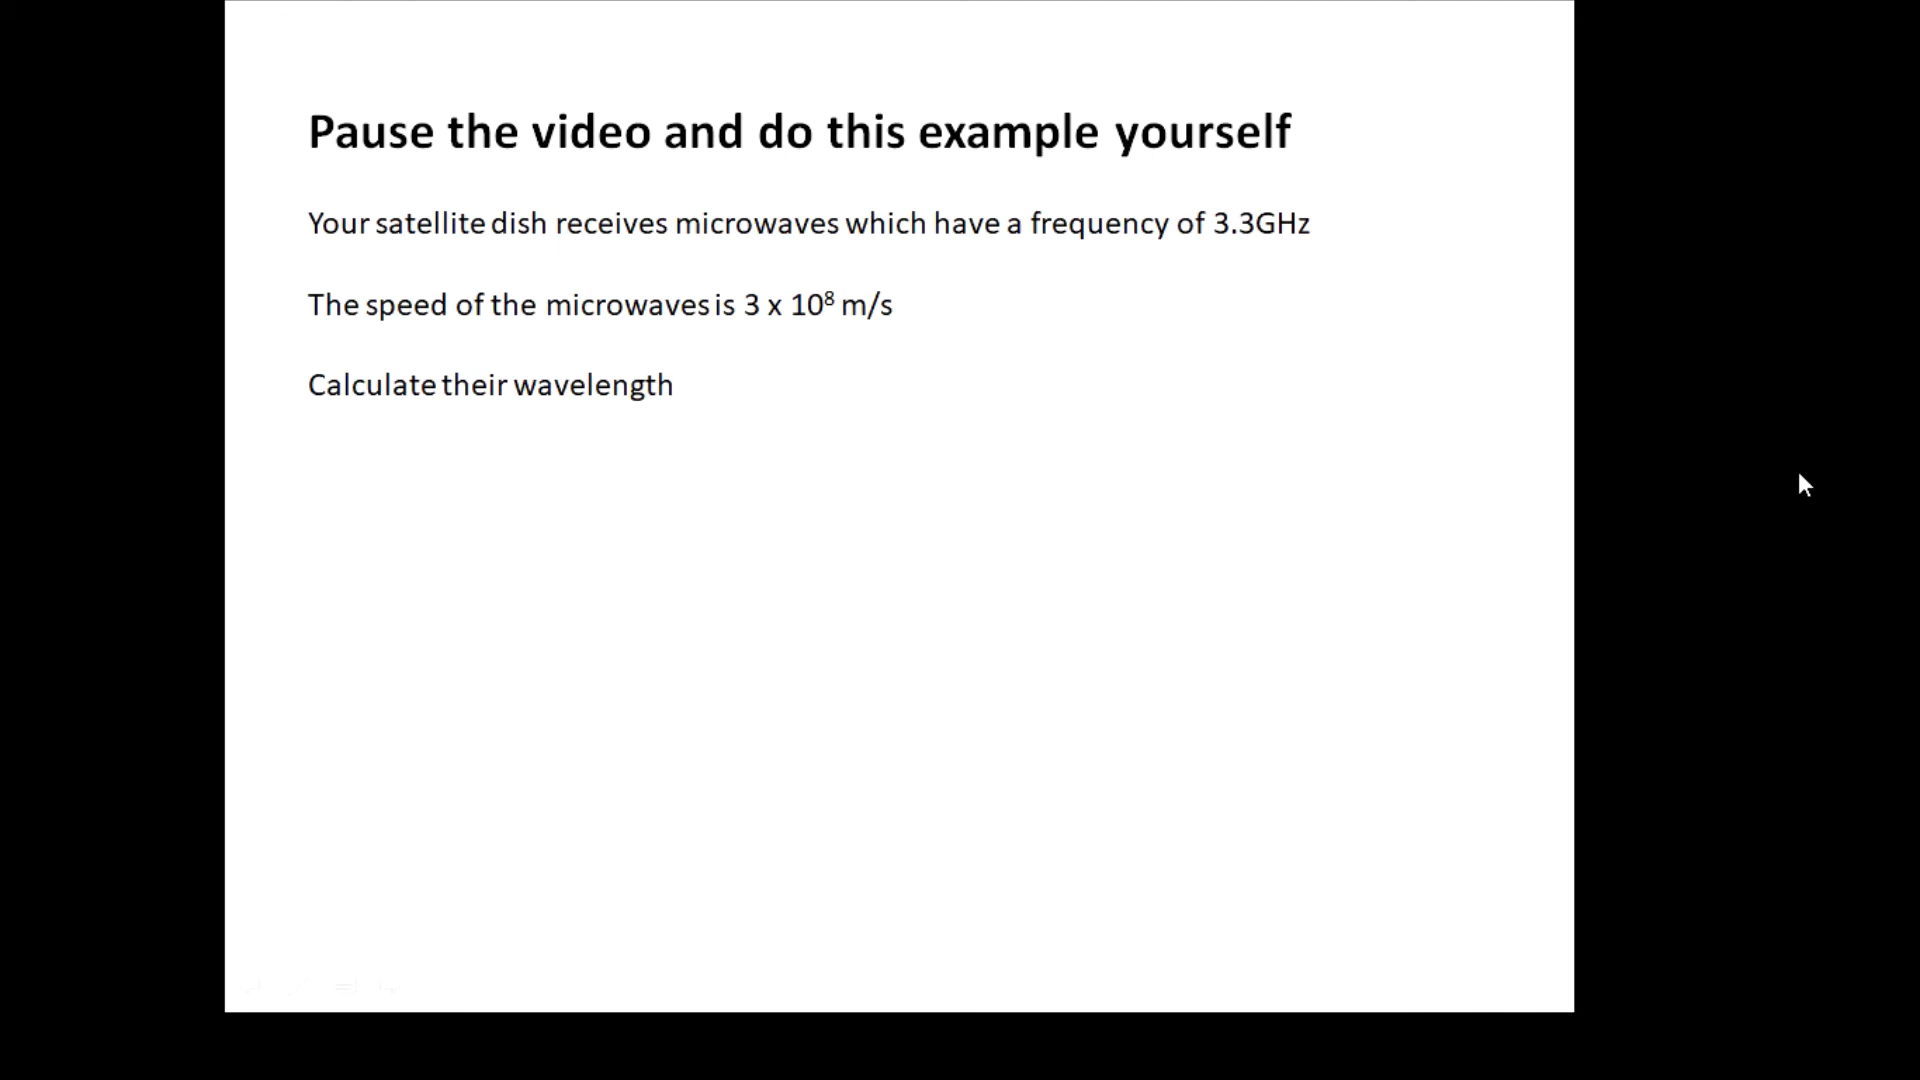 Pause the video and do this example yourself
Your satellite dish receives microwaves which have a frequency of 3.3GHz
The speed of the microwaves is 3 x 10⁸ m/s
Calculate their wavelength